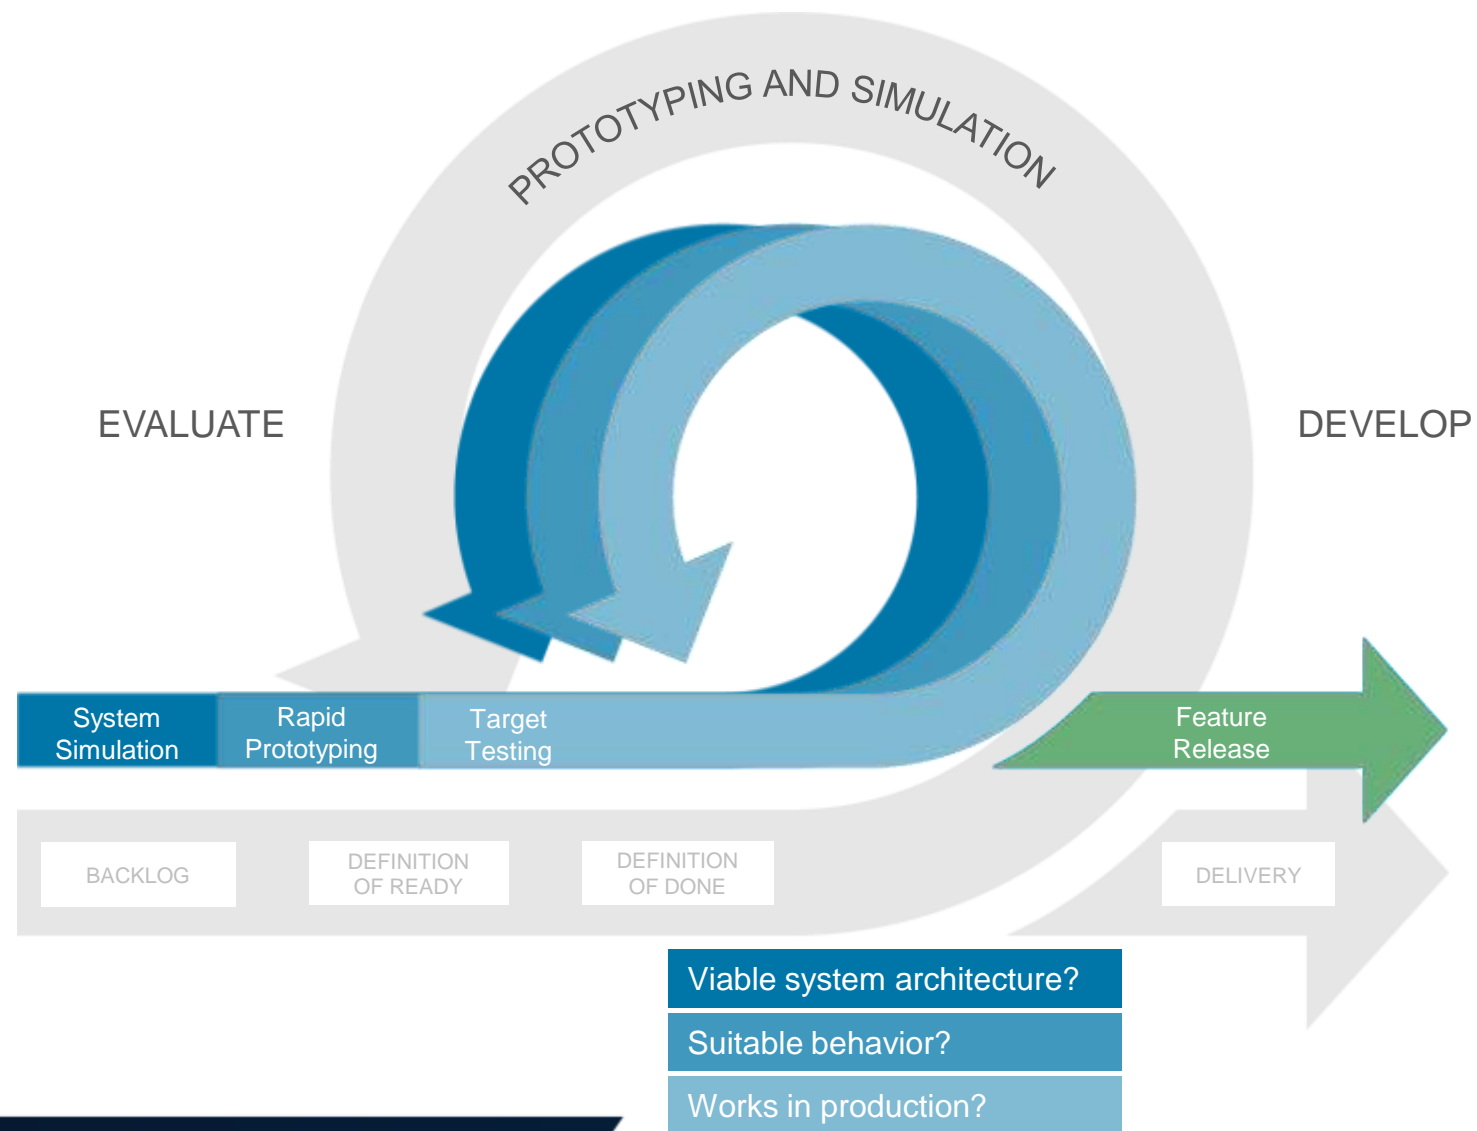 PROTOTYPING AND SIMULATION
EVALUATE
DEVELOP
System
Simulation
Rapid
Prototyping
Target
Testing
Feature
Release
BACKLOG
DEFINITION
OF READY
DEFINITION
OF DONE
DELIVERY
Viable system architecture?
Suitable behavior?
Works in production?